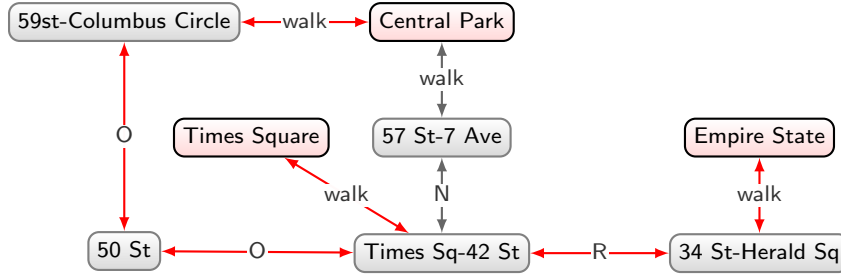 59st-Columbus Circle
walk
Central Park
walk
O
Times Square
57 St-7 Ave
Empire State
walk
N
walk
50 St
O
Times Sq-42 St
R
34 St-Herald Sq